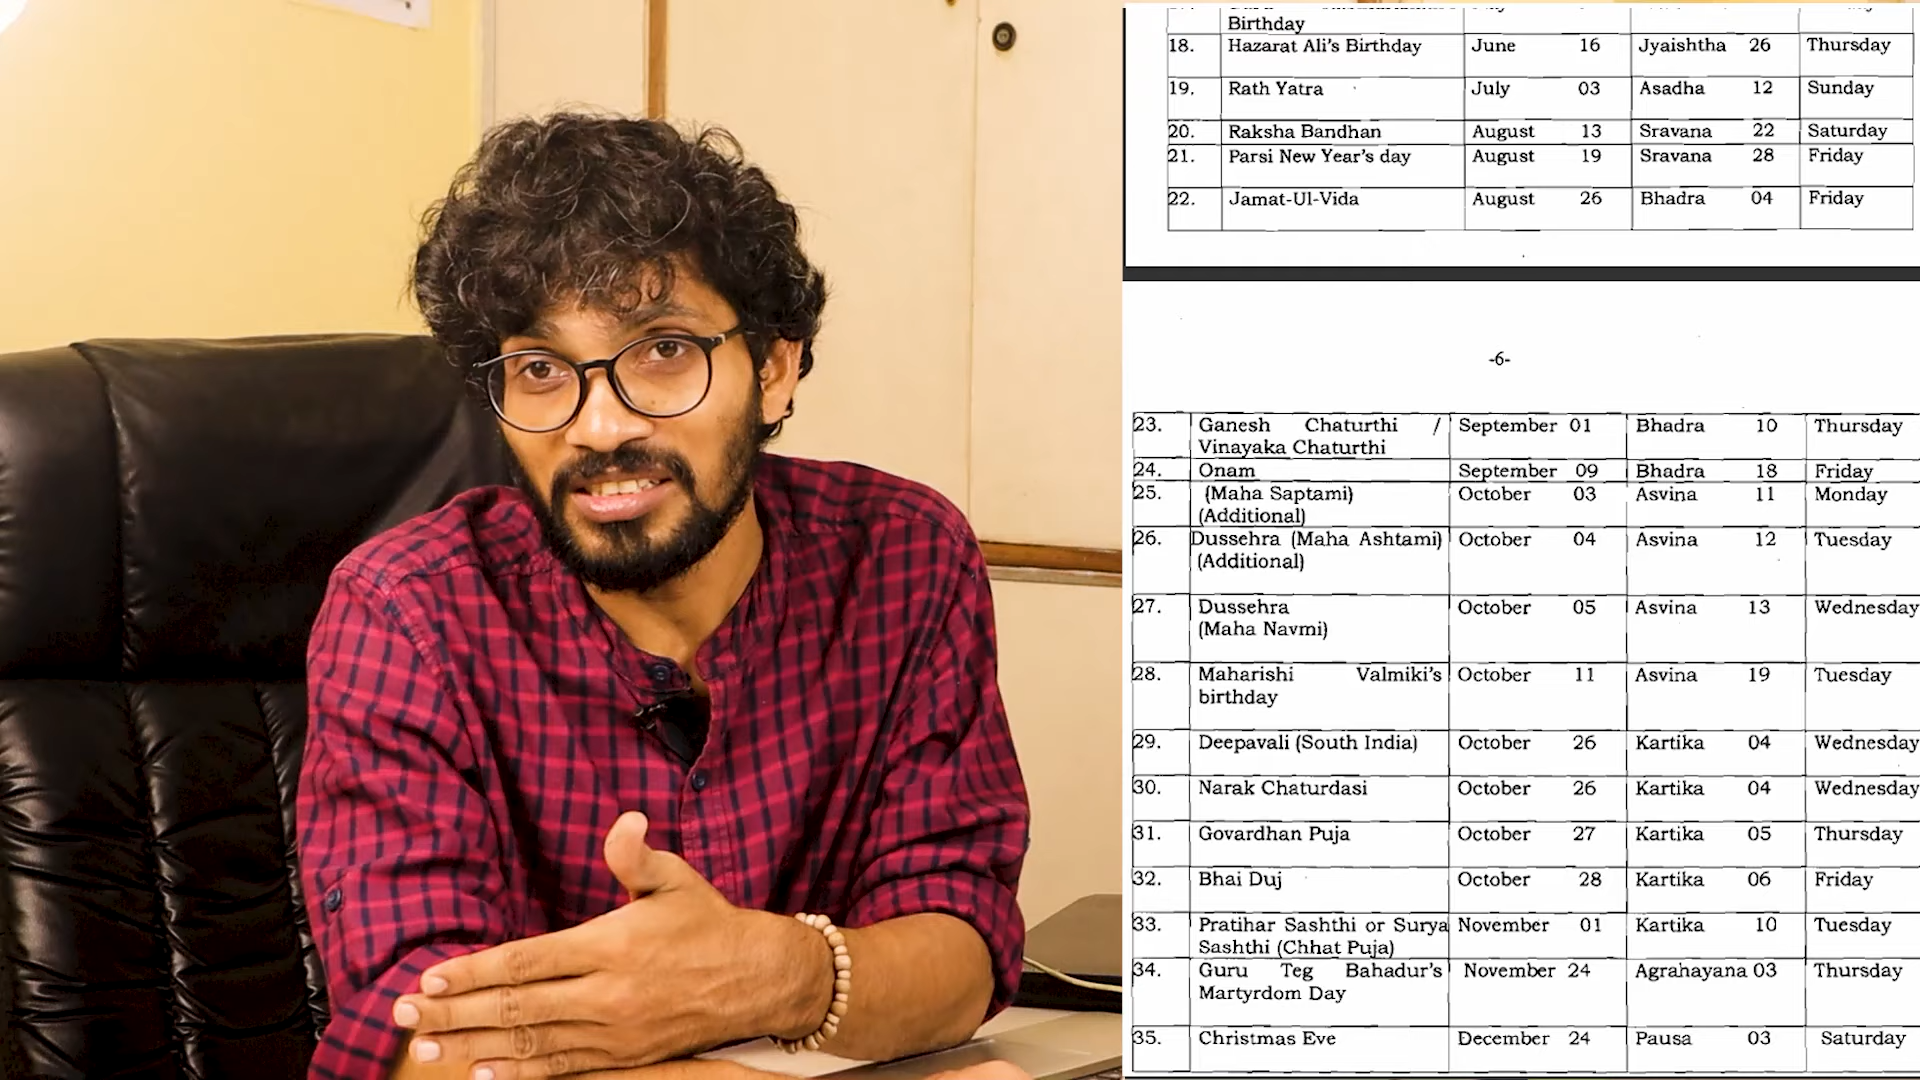 Birthday
18. Hazarat Ali's Birthday June 16 Jyaishtha 26 Thursday
19. Rath Yatra July 03 Asadha 12 Sunday
20. Raksha Bandhan August 13 Sravana 22 Saturday
21. Parsi New Year's day August 19 Sravana 28 Friday
22. Jamat-Ul-Vida August 26 Bhadra 04 Friday
-6-
23. Ganesh Chaturthi / September 01 Bhadra 10 Thursday
Vinayaka Chaturthi
24. Onam September 09 Bhadra 18 Friday
25. (Maha Saptami) October 03 Asvina 11 Monday
(Additional)
26. Dussehra (Maha Ashtami) October 04 Asvina 12 Tuesday
(Additional)
27. Dussehra October 05 Asvina 13 Wednesday
(Maha Navmi)
28. Maharishi Valmiki's October 11 Asvina 19 Tuesday
birthday
29. Deepavali (South India) October 26 Kartika 04 Wednesday
30. Narak Chaturdasi October 26 Kartika 04 Wednesday
31. Govardhan Puja October 27 Kartika 05 Thursday
32. Bhai Duj October 28 Kartika 06 Friday
33. Pratihar Sashthi or Surya November 01 Kartika 10 Tuesday
Sashthi (Chhat Puja)
34. Guru Teg Bahadur's November 24 Agrahayana 03 Thursday
Martyrdom Day
35. Christmas Eve December 24 Pausa 03 Saturday